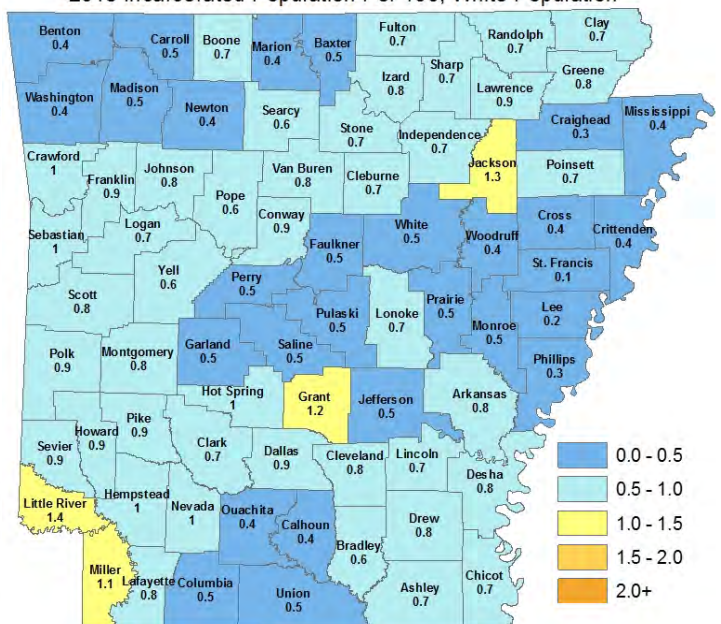 2013 Incarcerated Population Per 100, White Population
Benton
0.4
Carroll
0.5
Boone
0.7
Marion
0.4
Baxter
0.5
Fulton
0.7
Randolph
0.7
Clay
0.7
Izard
0.8
Sharp
0.7
Greene
0.8
Lawrence
0.9
Washington
0.4
Madison
0.5
Newton
0.4
Searcy
0.6
Stone
0.7
Independence
0.7
Jackson
1.3
Craighead
0.3
Mississippi
0.4
Poinsett
0.7
Crawford
1
Franklin
0.9
Johnson
0.8
Pope
0.6
Van Buren
0.8
Cleburne
0.7
Conway
0.9
Sebastian
1
Logan
0.7
Faulkner
0.5
White
0.5
Woodruff
0.4
Cross
0.4
Crittenden
0.4
St. Francis
0.1
Scott
0.8
Yell
0.6
Perry
0.5
Pulaski
0.5
Lonoke
0.7
Prairie
0.5
Monroe
0.5
Lee
0.2
Phillips
0.3
Polk
0.9
Montgomery
0.8
Garland
0.5
Saline
0.5
Hot Spring
1
Grant
1.2
Jefferson
0.5
Arkansas
0.8
Sevier
0.9
Howard
0.9
Pike
0.9
Clark
0.7
Dallas
0.9
Cleveland
0.8
Lincoln
0.7
Desha
0.8
Little River
1.4
Hempstead
1
Nevada
1
Ouachita
0.4
Calhoun
0.4
Bradley
0.6
Drew
0.8
Miller
1.1
Lafayette
0.8
Columbia
0.5
Union
0.5
Ashley
0.7
Chicot
0.7
0.0 - 0.5
0.5 - 1.0
1.0 - 1.5
1.5 - 2.0
2.0+